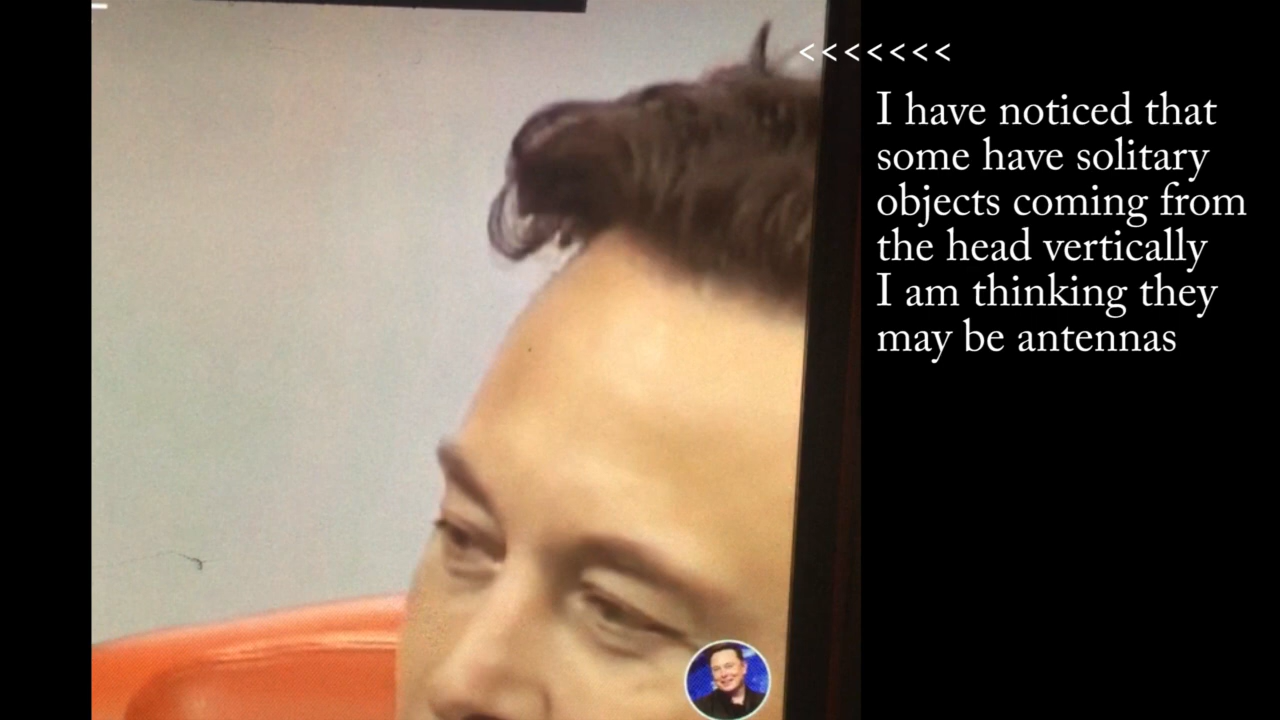 <<<<<<<
I have noticed that
some have solitary
objects coming from
the head vertically
I am thinking they
may be antennas